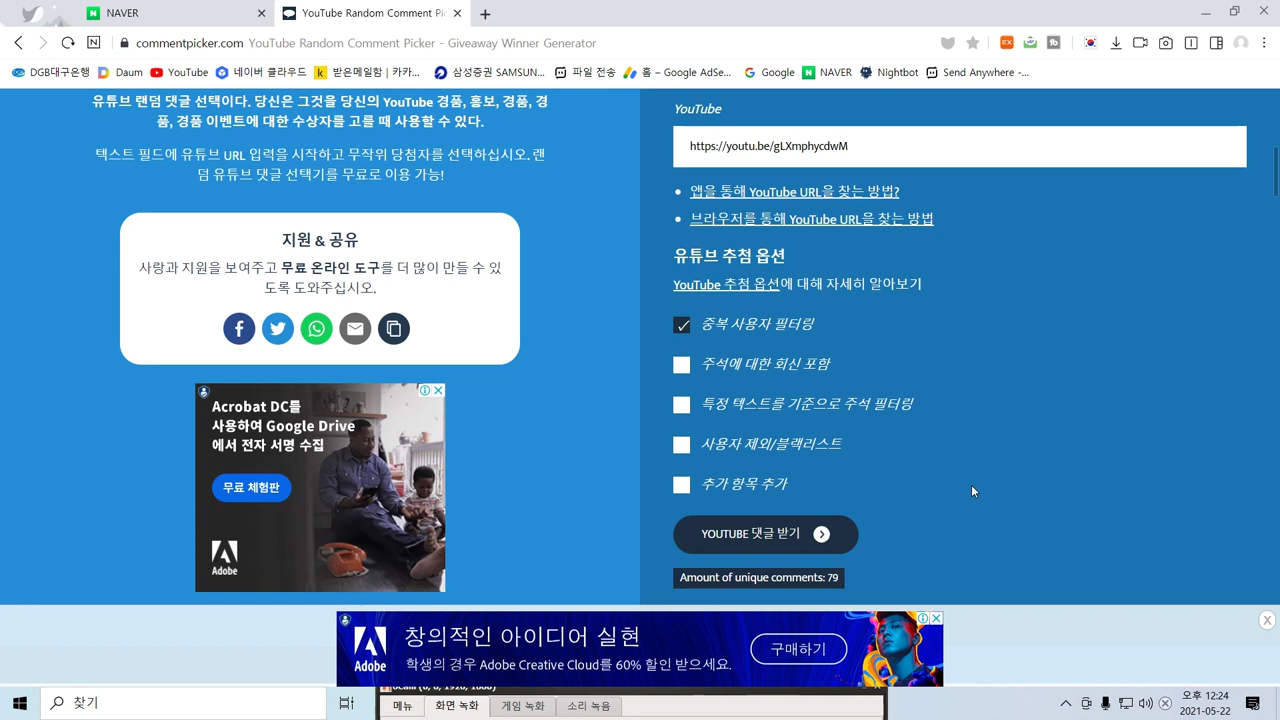 NAVER
YouTube Random Comment Pi
commentpicker.com YouTube Random Comment Picker - Giveaway Winner Generator
DGB대구은행
Daum
YouTube
네이버 클라우드
받은메일함 | 카카...
삼성증권 SAMSUN...
파일 전송
홈 – Google AdSe...
Google
NAVER
Nightbot
Send Anywhere -...
유튜브 랜덤 댓글 선택이다. 당신은 그것을 당신의 YouTube 경품, 홍보, 경품, 경
품, 경품 이벤트에 대한 수상자를 고를 때 사용할 수 있다.
텍스트 필드에 유튜브 URL 입력을 시작하고 무작위 당첨자를 선택하십시오. 랜
덤 유튜브 댓글 선택기를 무료로 이용 가능!
지원 & 공유
사랑과 지원을 보여주고 무료 온라인 도구를 더 많이 만들 수 있
도록 도와주십시오.
Acrobat DC를
사용하여 Google Drive
에서 전자 서명 수집
무료 체험판
Adobe
YouTube
https://youtu.be/gLXmphycdwM
앱을 통해 YouTube URL을 찾는 방법?
브라우저를 통해 YouTube URL을 찾는 방법
유튜브 추첨 옵션
YouTube 추첨 옵션에 대해 자세히 알아보기
중복 사용자 필터링
주석에 대한 회신 포함
특정 텍스트를 기준으로 주석 필터링
사용자 제외/블랙리스트
추가 항목 추가
YOUTUBE 댓글 받기
Amount of unique comments: 79
Adobe
창의적인 아이디어 실현
학생의 경우 Adobe Creative Cloud를 60% 할인 받으세요.
구매하기
X
찾기
메뉴
화면 녹화
게임 녹화
소리 녹음
오후 12:24
2021-05-22